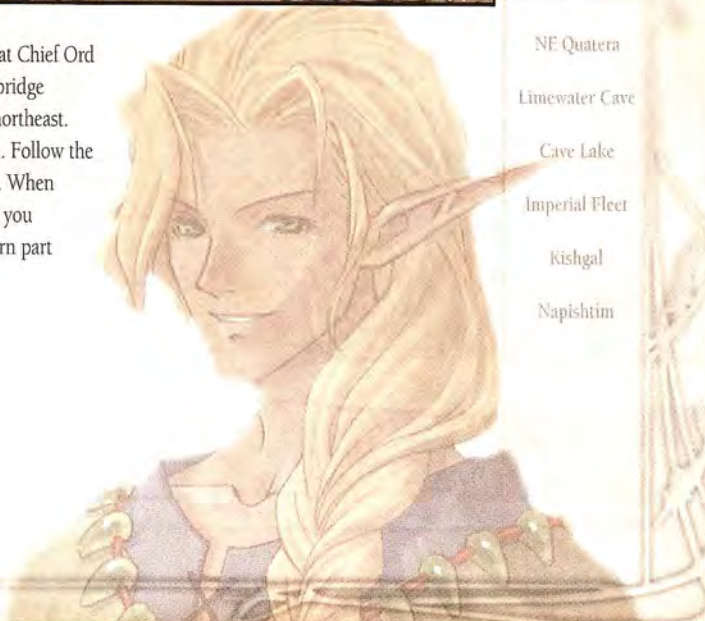 at Chief Ord
bridge
ortheast.
. Follow the
. When
you
rn part
NE Quatera
Limewater Cave
Cave Lake
Imperial Fleet
Kishgal
Napishtim